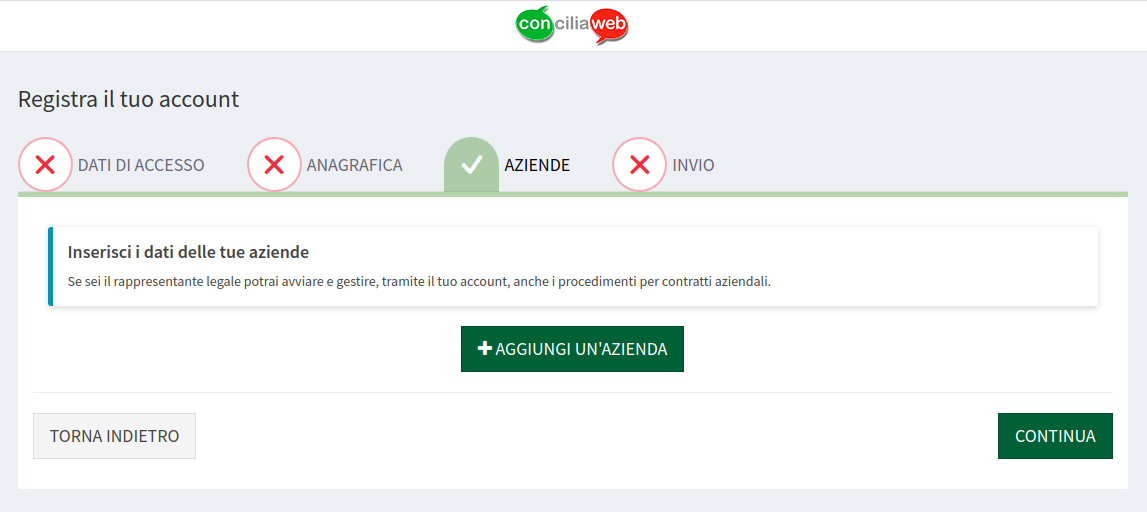 conciliaweb
Registra il tuo account
DATI DI ACCESSO ANAGRAFICA AZIENDE INVIO
Inserisci i dati delle tue aziende
Se sei il rappresentante legale potrai avviare e gestire, tramite il tuo account, anche i procedimenti per contratti aziendali.
AGGIUNGI UN'AZIENDA
TORNA INDIETRO CONTINUA